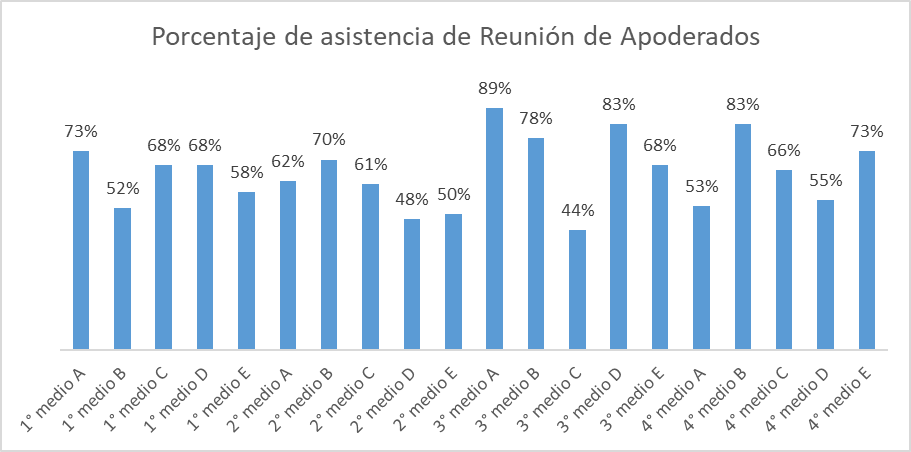 Porcentaje de asistencia de Reunión de Apoderados
73%
52%
68%
68%
58%
62%
70%
61%
48%
50%
89%
78%
44%
83%
68%
53%
83%
66%
55%
73%
1° medio A
1° medio B
1° medio C
1° medio D
1° medio E
2° medio A
2° medio B
2° medio C
2° medio D
2° medio E
3° medio A
3° medio B
3° medio C
3° medio D
3° medio E
4° medio A
4° medio B
4° medio C
4° medio D
4° medio E